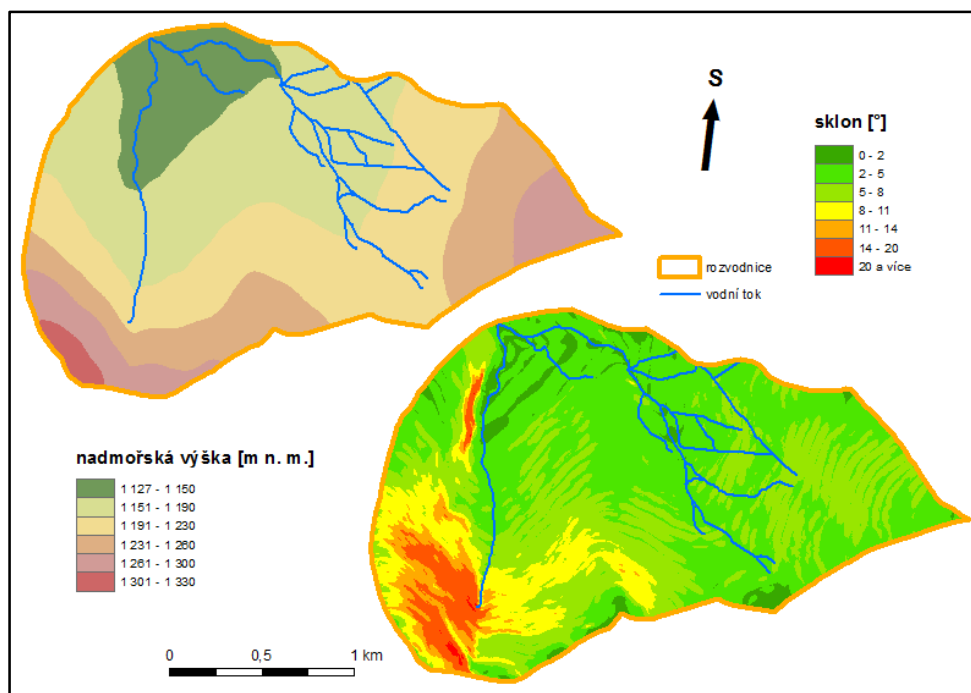 S
sklon [°]
0 - 2
2 - 5
5 - 8
8 - 11
11 - 14
14 - 20
20 a více
rozvodnice
vodní tok
nadmořská výška [m n. m.]
1 127 - 1 150
1 151 - 1 190
1 191 - 1 230
1 231 - 1 260
1 261 - 1 300
1 301 - 1 330
0 0,5 1 km